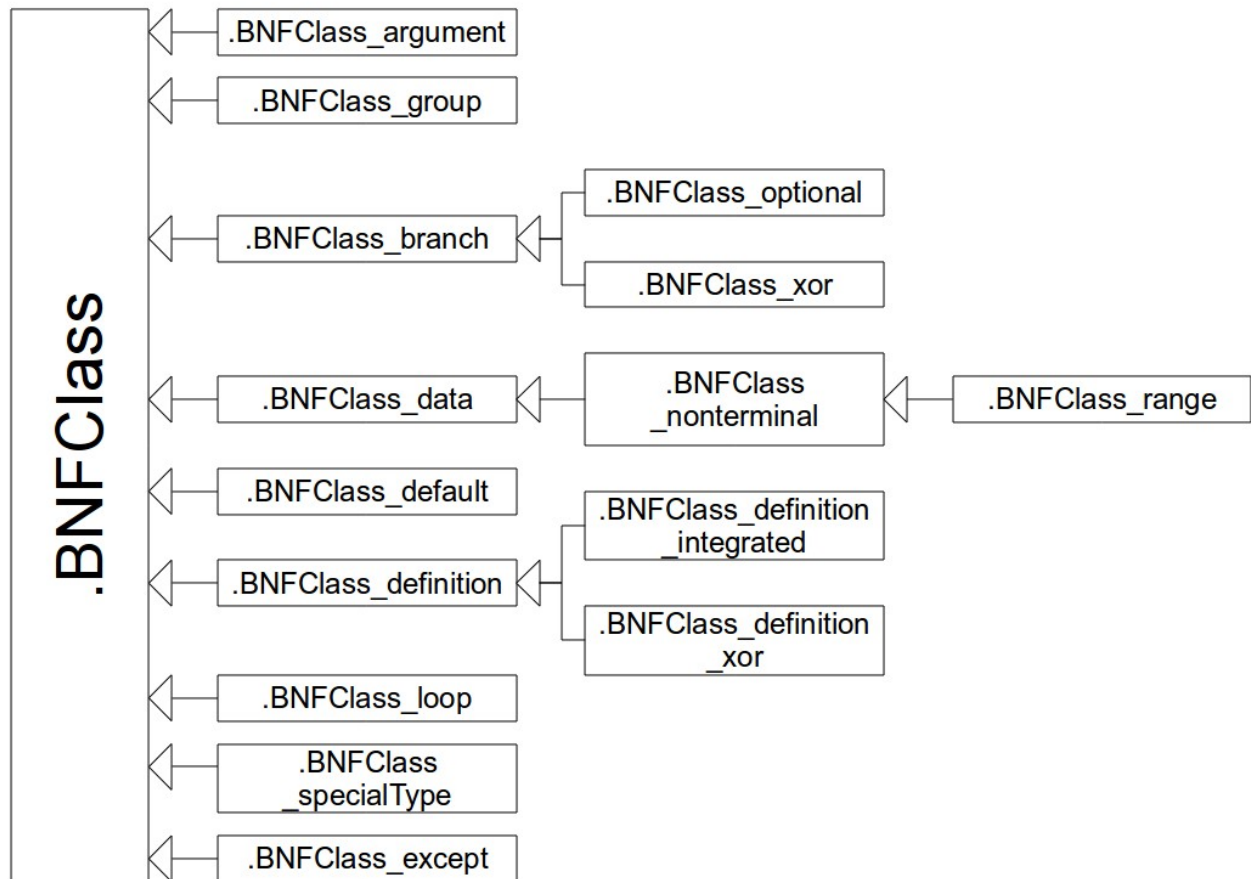 .BNFClass
.BNFClass_argument
.BNFClass_group
.BNFClass_branch
.BNFClass_optional
.BNFClass_xor
.BNFClass_data
.BNFClass
_nonterminal
.BNFClass_range
.BNFClass_default
.BNFClass_definition
.BNFClass_definition
_integrated
.BNFClass_definition
_xor
.BNFClass_loop
.BNFClass
_specialType
.BNFClass_except